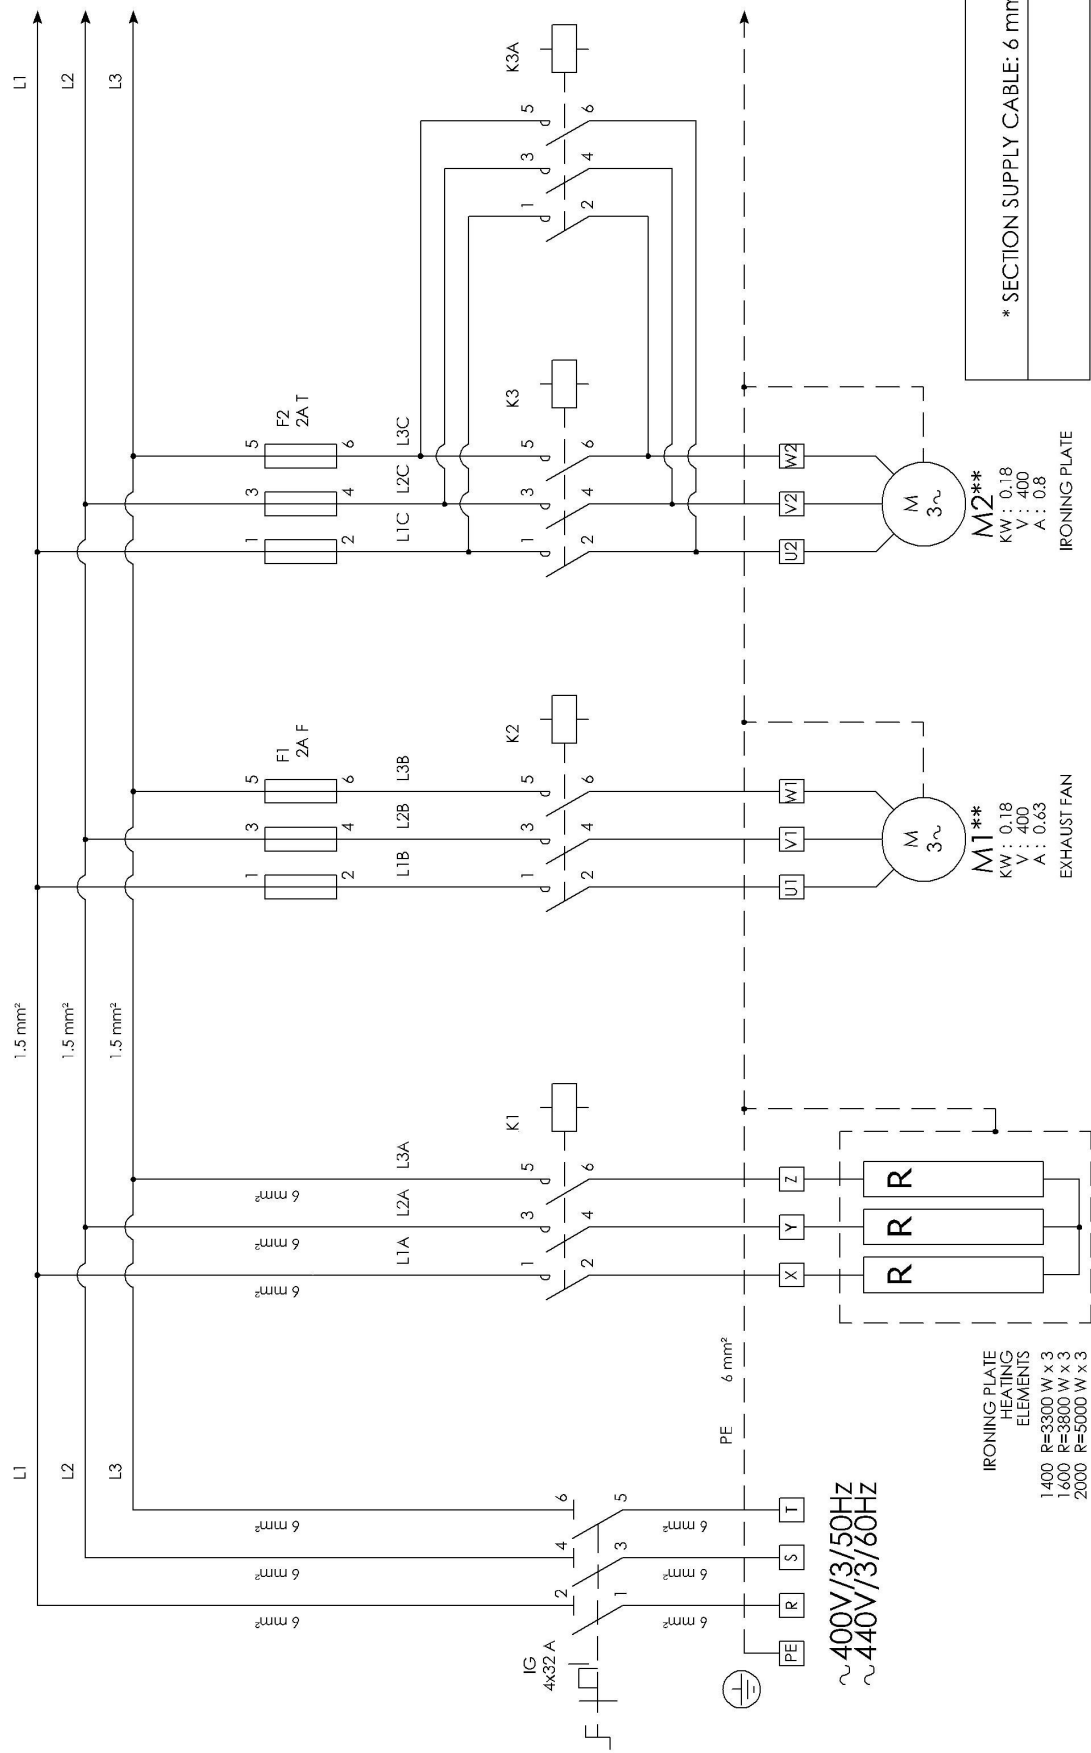 L1
L2
L3
6 mm²
6 mm²
6 mm²
2
4
6
1
3
5
IG
4x32 A
6 mm²
6 mm²
6 mm²
PE
6 mm²
PE
R
S
T
~400V/3/50Hz
~440V/3/60Hz
1.5 mm²
1.5 mm²
1.5 mm²
6 mm²
6 mm²
6 mm²
L1A
L2A
L3A
1
3
5
K1
2
4
6
X
Y
Z
R
R
R
IRONING PLATE
HEATING
ELEMENTS
1400 R=3300 W x 3
1600 R=3800 W x 3
2000 R=5000 W x 3
1
3
5
F1
2A F
2
4
6
L1B
L2B
L3B
1
3
5
K2
2
4
6
U1
V1
W1
M
3~
M1**
KW : 0.18
V : 400
A : 0.63
EXHAUST FAN
1
3
5
F2
2A T
2
4
6
L1C
L2C
L3C
1
3
5
K3
2
4
6
U2
V2
W2
M
3~
M2**
KW : 0.18
V : 400
A : 0.8
IRONING PLATE
1
3
5
K3A
2
4
6
L1
L2
L3
* SECTION SUPPLY CABLE: 6 mm